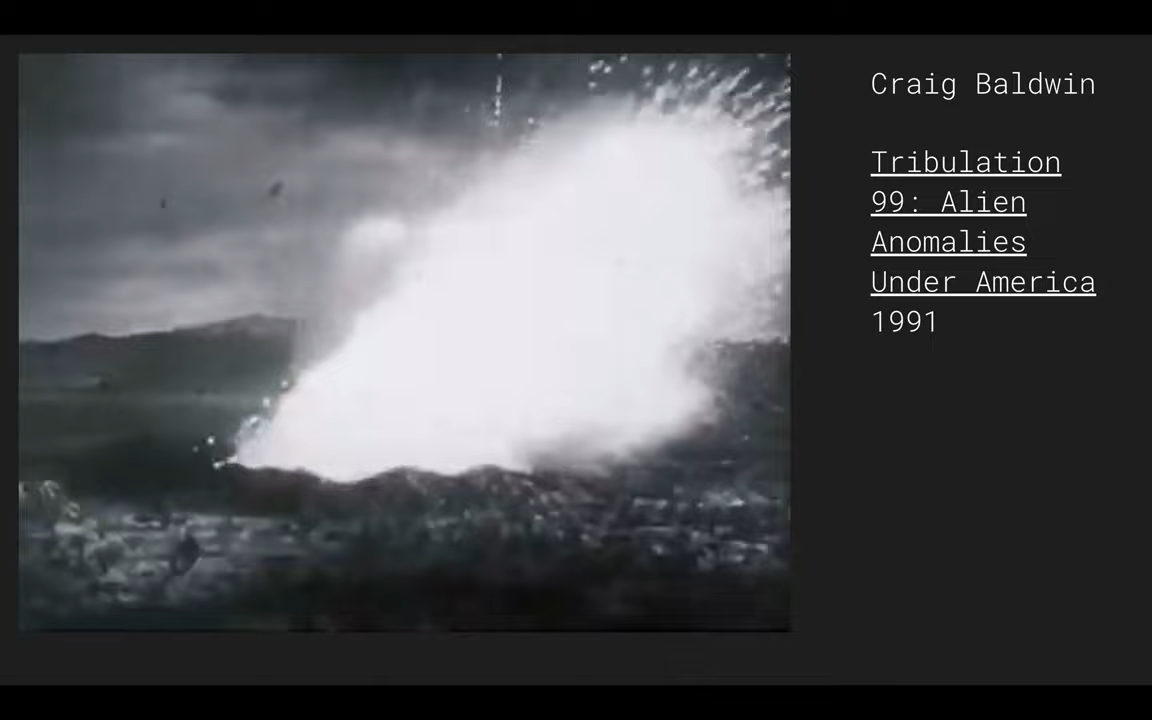 Craig Baldwin
Tribulation
99: Alien
Anomalies
Under America
1991